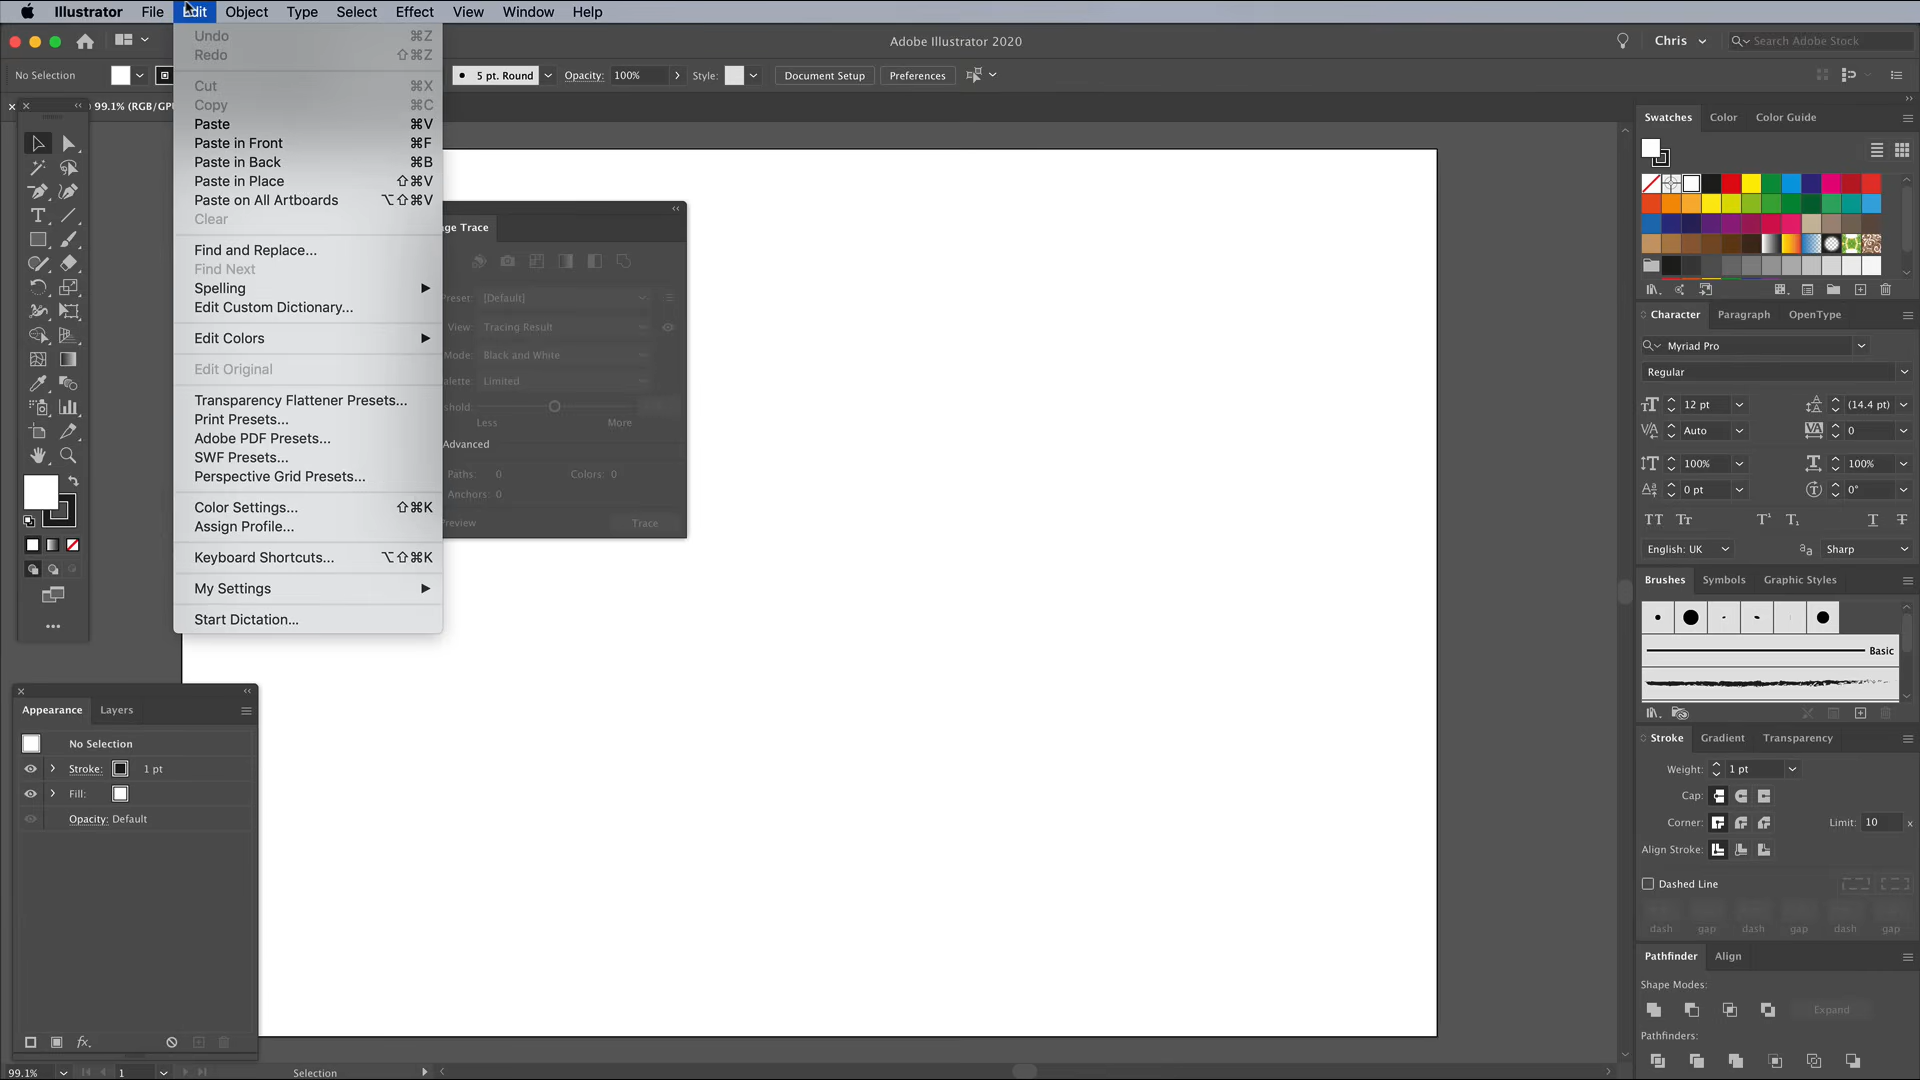 Illustrator File Edit Object Type Select Effect View Window Help
Adobe Illustrator 2020
Chris
Search Adobe Stock
No Selection
5 pt. Round
Opacity: 100%
Style:
Document Setup
Preferences
99.1% (RGB/GPU
Undo ⌘Z
Redo ⇧⌘Z
Cut ⌘X
Copy ⌘C
Paste ⌘V
Paste in Front ⌘F
Paste in Back ⌘B
Paste in Place ⇧⌘V
Paste on All Artboards ⌥⇧⌘V
Clear
Find and Replace...
Find Next
Spelling
Edit Custom Dictionary...
Edit Colors
Edit Original
Transparency Flattener Presets...
Print Presets...
Adobe PDF Presets...
SWF Presets...
Perspective Grid Presets...
Color Settings... ⇧⌘K
Assign Profile...
Keyboard Shortcuts... ⌥⇧⌘K
My Settings
Start Dictation...
ge Trace
Preset: [Default]
View: Tracing Result
Mode: Black and White
alette: Limited
shold:
Less More
Advanced
Paths: 0 Colors: 0
Anchors: 0
Preview Trace
Appearance Layers
No Selection
Stroke: 1 pt
Fill:
Opacity: Default
fx
99.1% 1 Selection
Swatches Color Color Guide
Character Paragraph OpenType
Myriad Pro
Regular
12 pt (14.4 pt)
Auto 0
100% 100%
0 pt 0°
English: UK Sharp
Brushes Symbols Graphic Styles
Basic
Stroke Gradient Transparency
Weight: 1 pt
Cap:
Corner: Limit: 10 x
Align Stroke:
Dashed Line
dash gap dash gap dash gap
Pathfinder Align
Shape Modes:
Expand
Pathfinders: